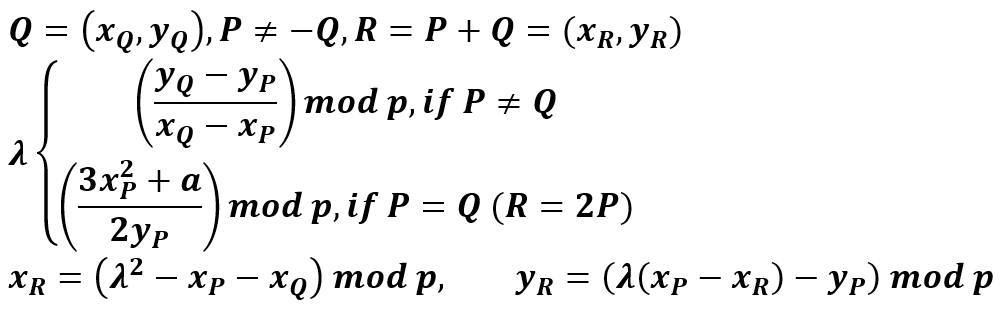 Q = (x_Q, y_Q), P ≠ −Q, R = P + Q = (x_R, y_R)
λ { ((y_Q − y_P) / (x_Q − x_P)) mod p, if P ≠ Q
((3x_P^2 + a) / (2y_P)) mod p, if P = Q (R = 2P)
x_R = (λ^2 − x_P − x_Q) mod p, y_R = (λ(x_P − x_R) − y_P) mod p